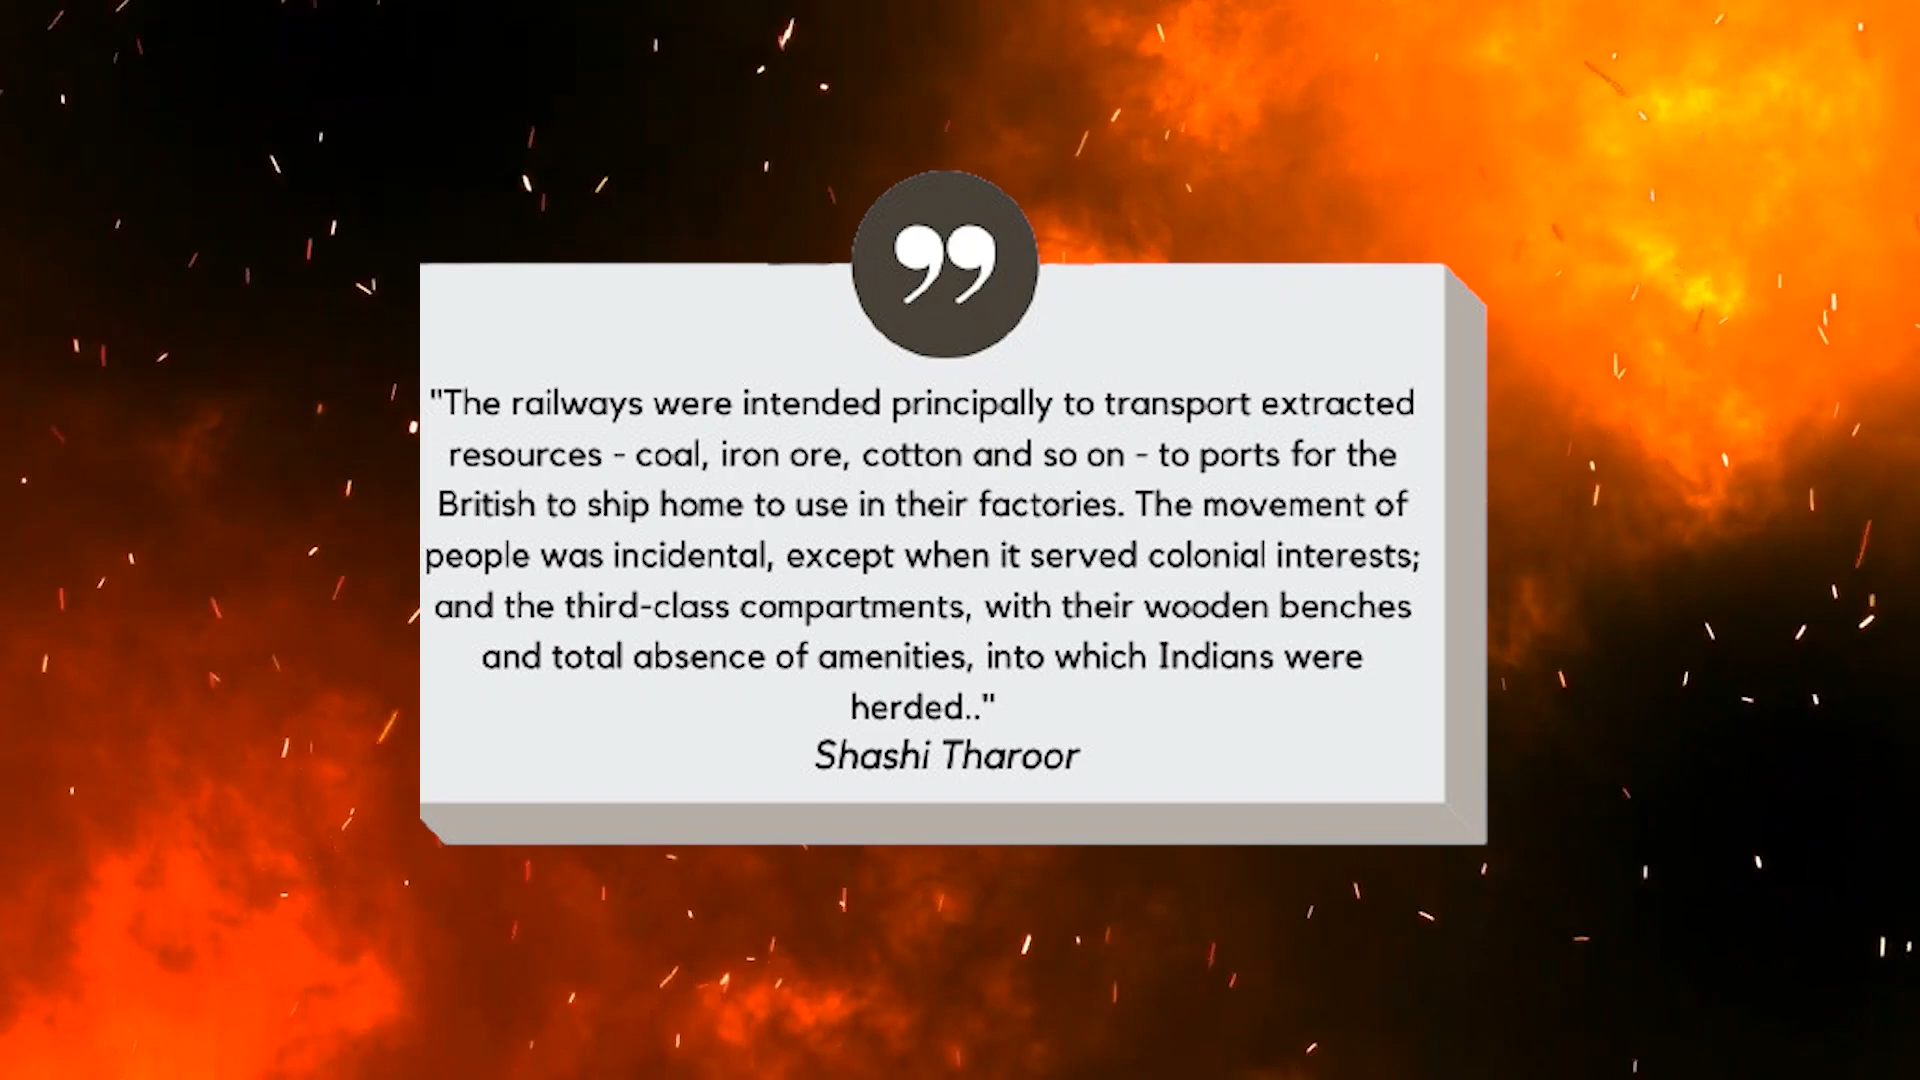 "The railways were intended principally to transport extracted
resources - coal, iron ore, cotton and so on - to ports for the
British to ship home to use in their factories. The movement of
people was incidental, except when it served colonial interests;
and the third-class compartments, with their wooden benches
and total absence of amenities, into which Indians were
herded.."
Shashi Tharoor